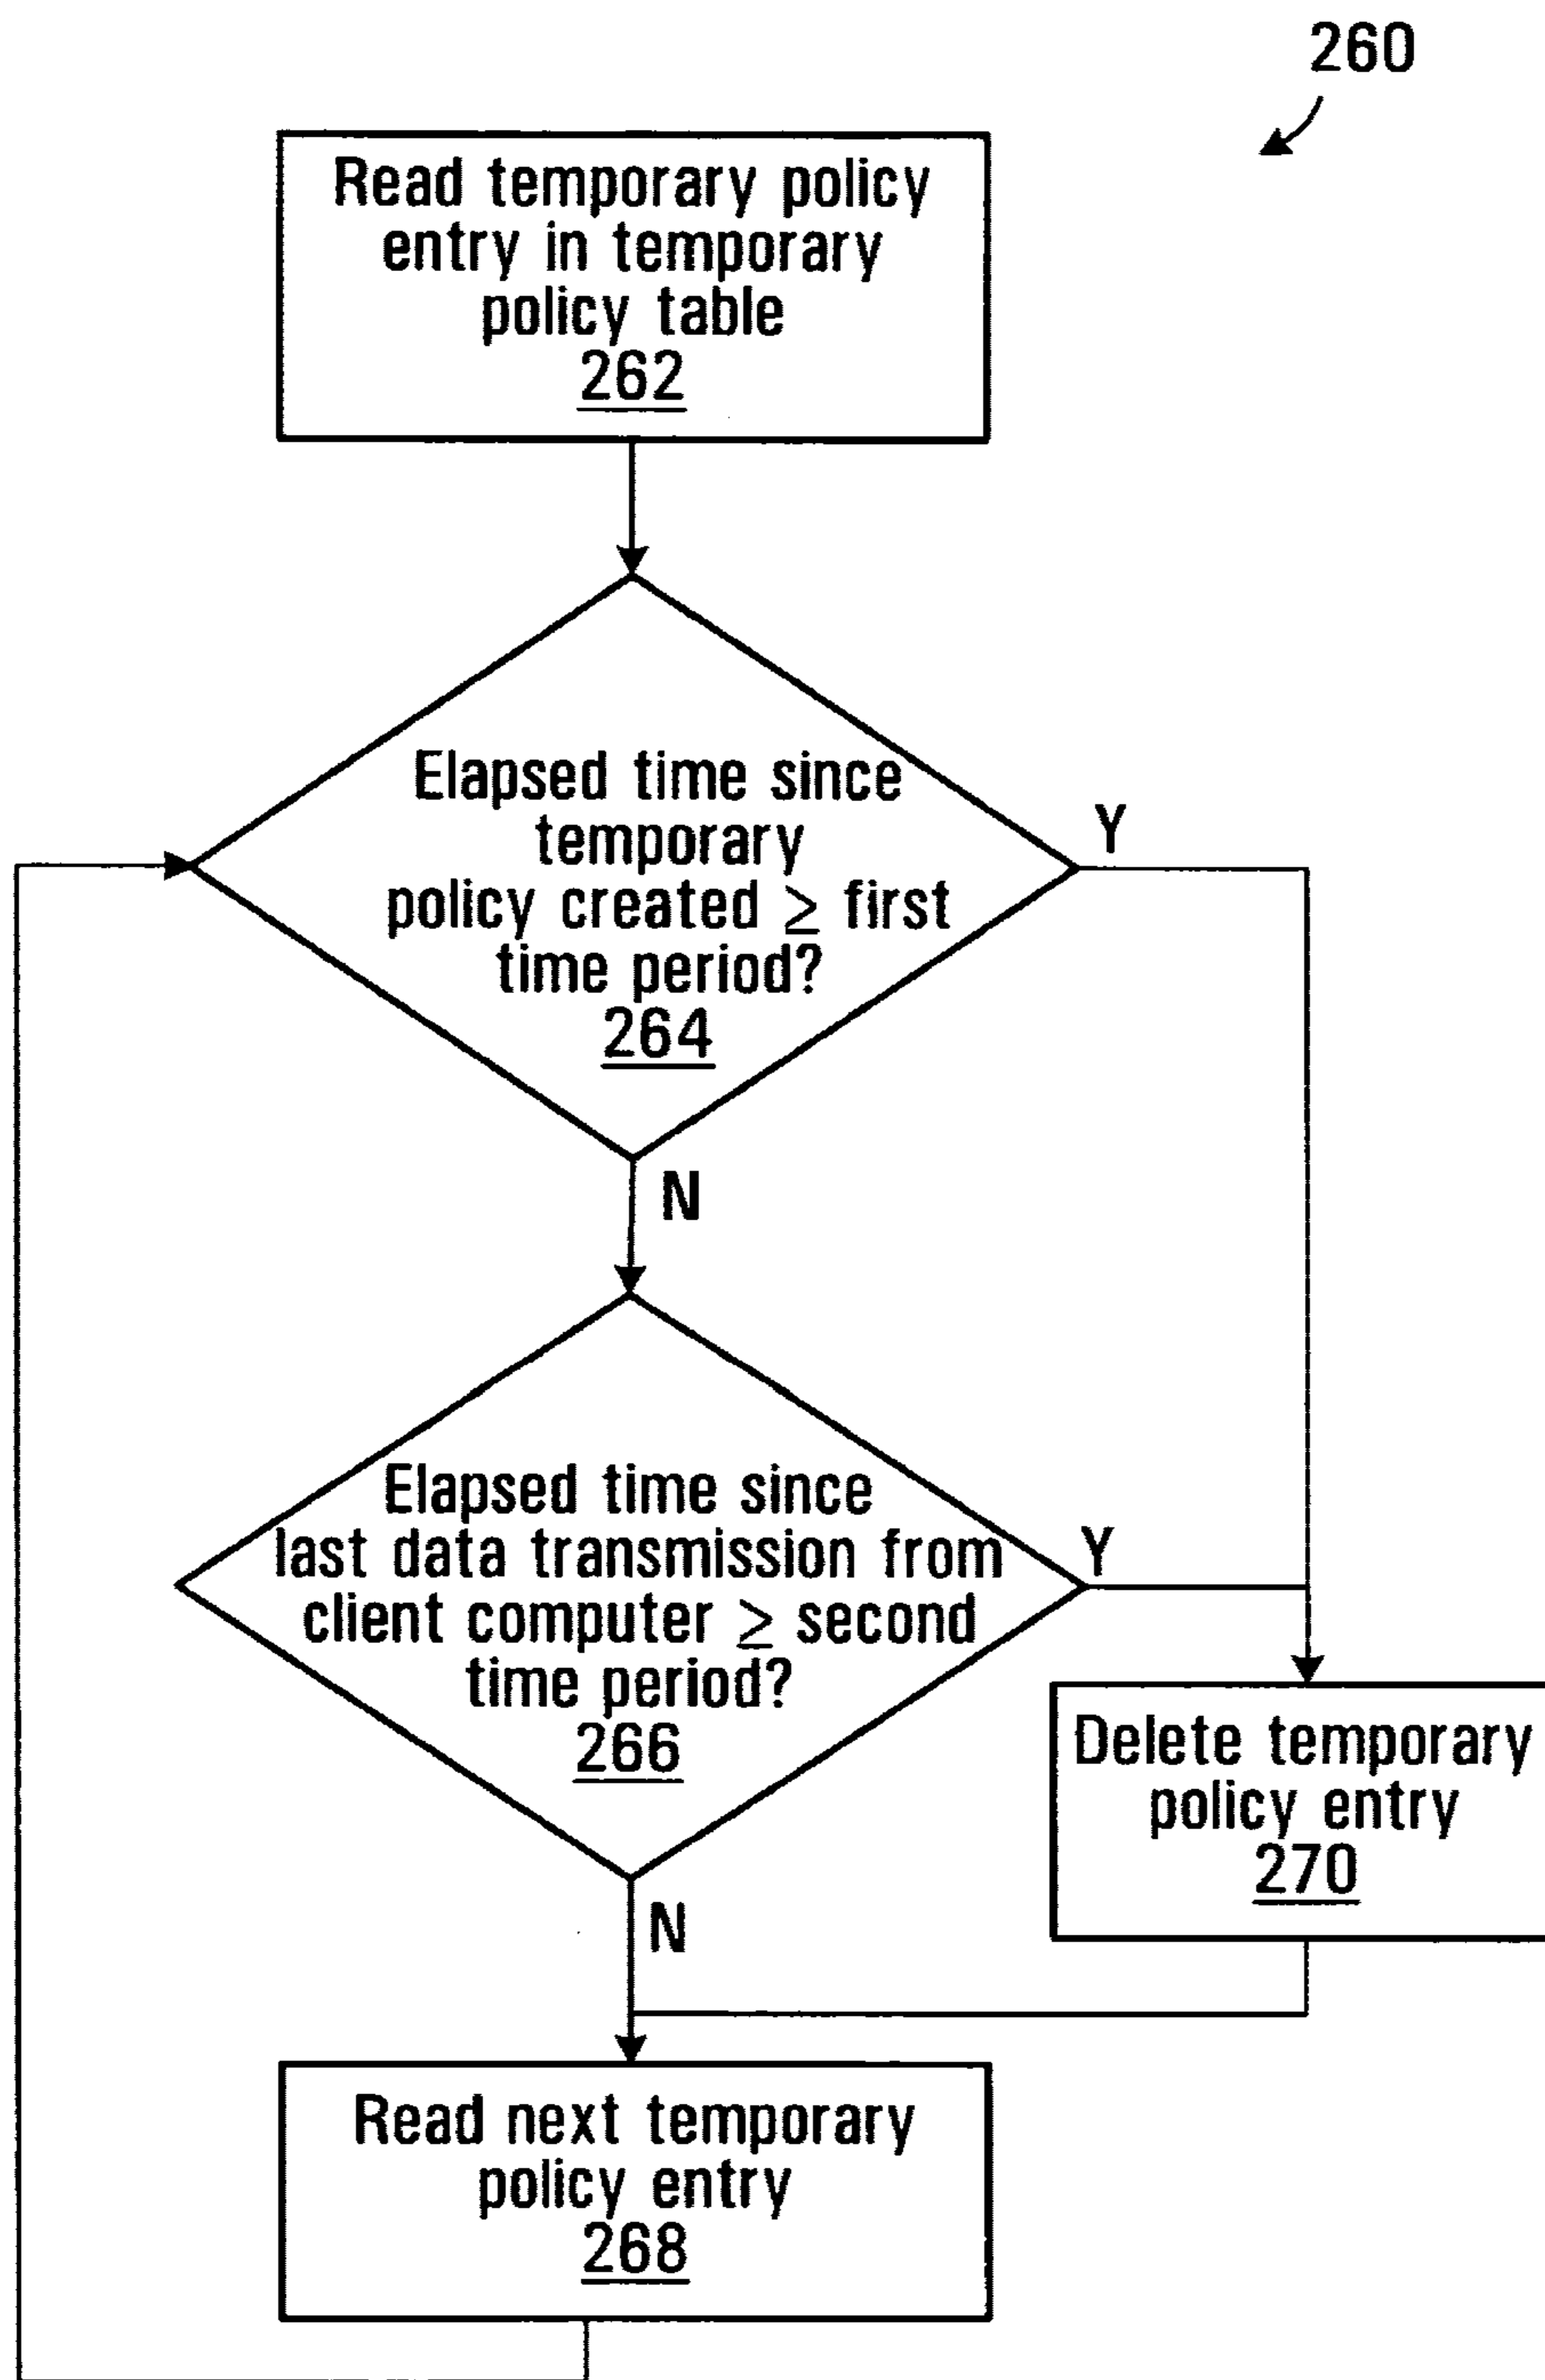 260
Read temporary policy
entry in temporary
policy table
262
Elapsed time since
temporary
policy created ≥ first
time period?
264
Y
N
Elapsed time since
last data transmission from
client computer ≥ second
time period?
266
Y
N
Delete temporary
policy entry
270
Read next temporary
policy entry
268